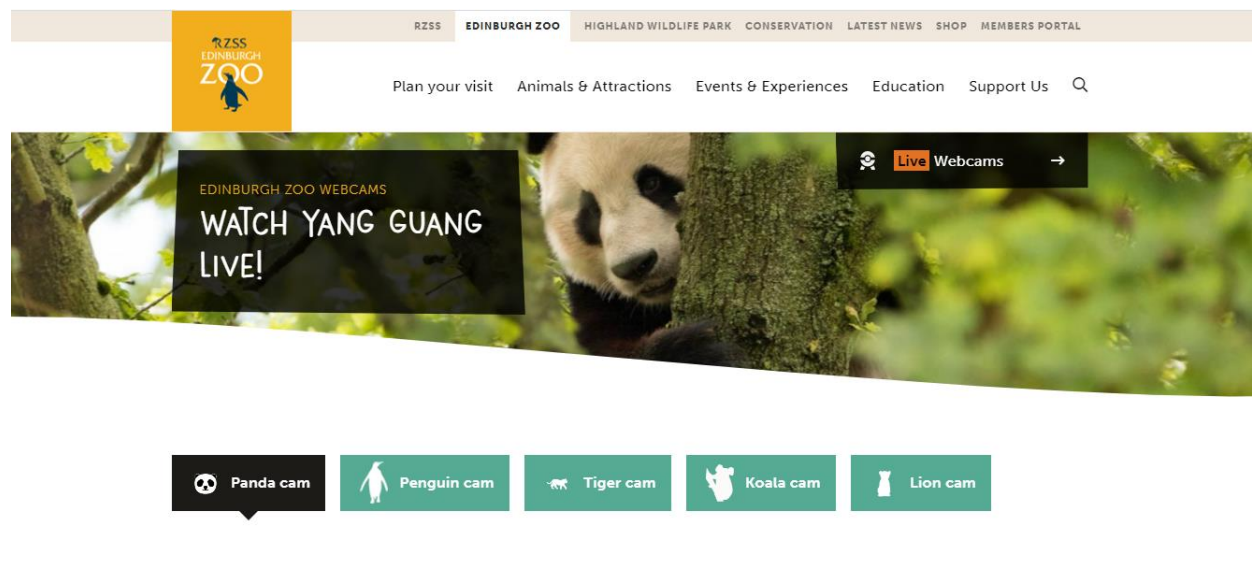 RZSS EDINBURGH ZOO HIGHLAND WILDLIFE PARK CONSERVATION LATEST NEWS SHOP MEMBERS PORTAL
RZSS
EDINBURGH
ZOO
Plan your visit Animals & Attractions Events & Experiences Education Support Us
Live Webcams
EDINBURGH ZOO WEBCAMS
WATCH YANG GUANG
LIVE!
Panda cam Penguin cam Tiger cam Koala cam Lion cam